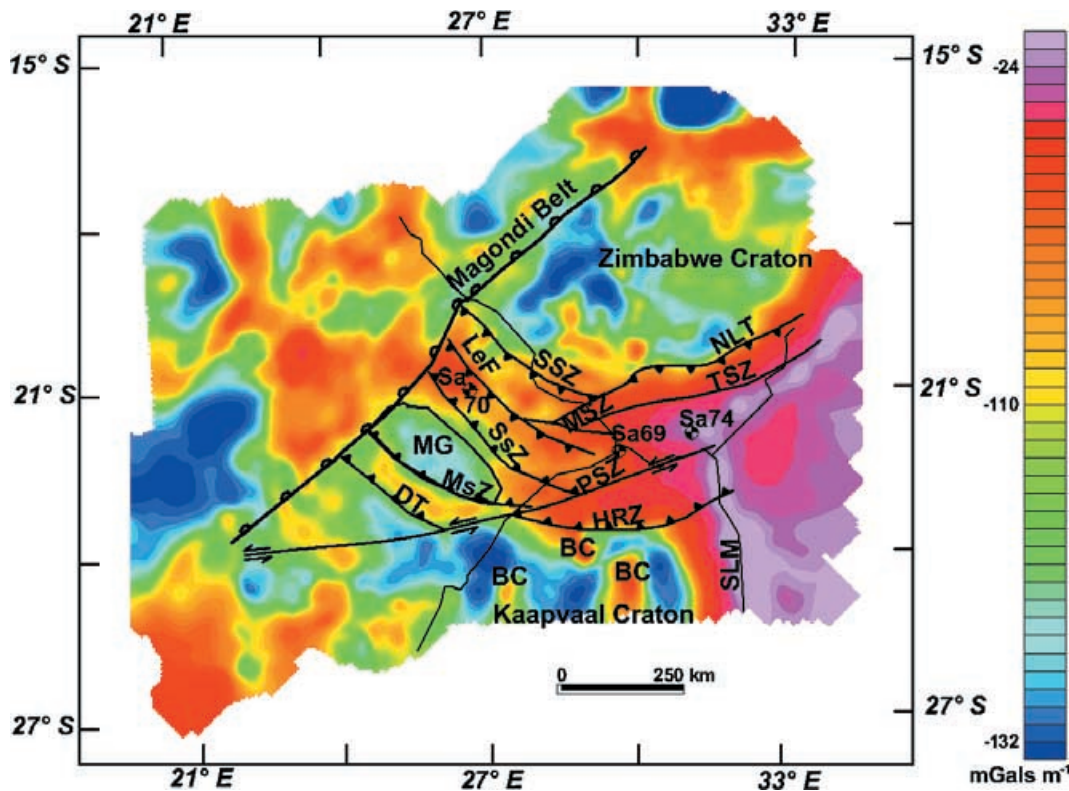 21° E 27° E 33° E
15° S 15° S
-24
Magondi Belt
Zimbabwe Craton
NLT
LeF SSZ TSZ
21° S 21° S
Sa
70 MSZ
Sa69 Sa74
-110
MG SsZ
MsZ PSZ
DT HRZ
BC
BC BC SLM
Kaapvaal Craton
0 250 km
27° S 27° S
-132
mGals m-1
21° E 27° E 33° E